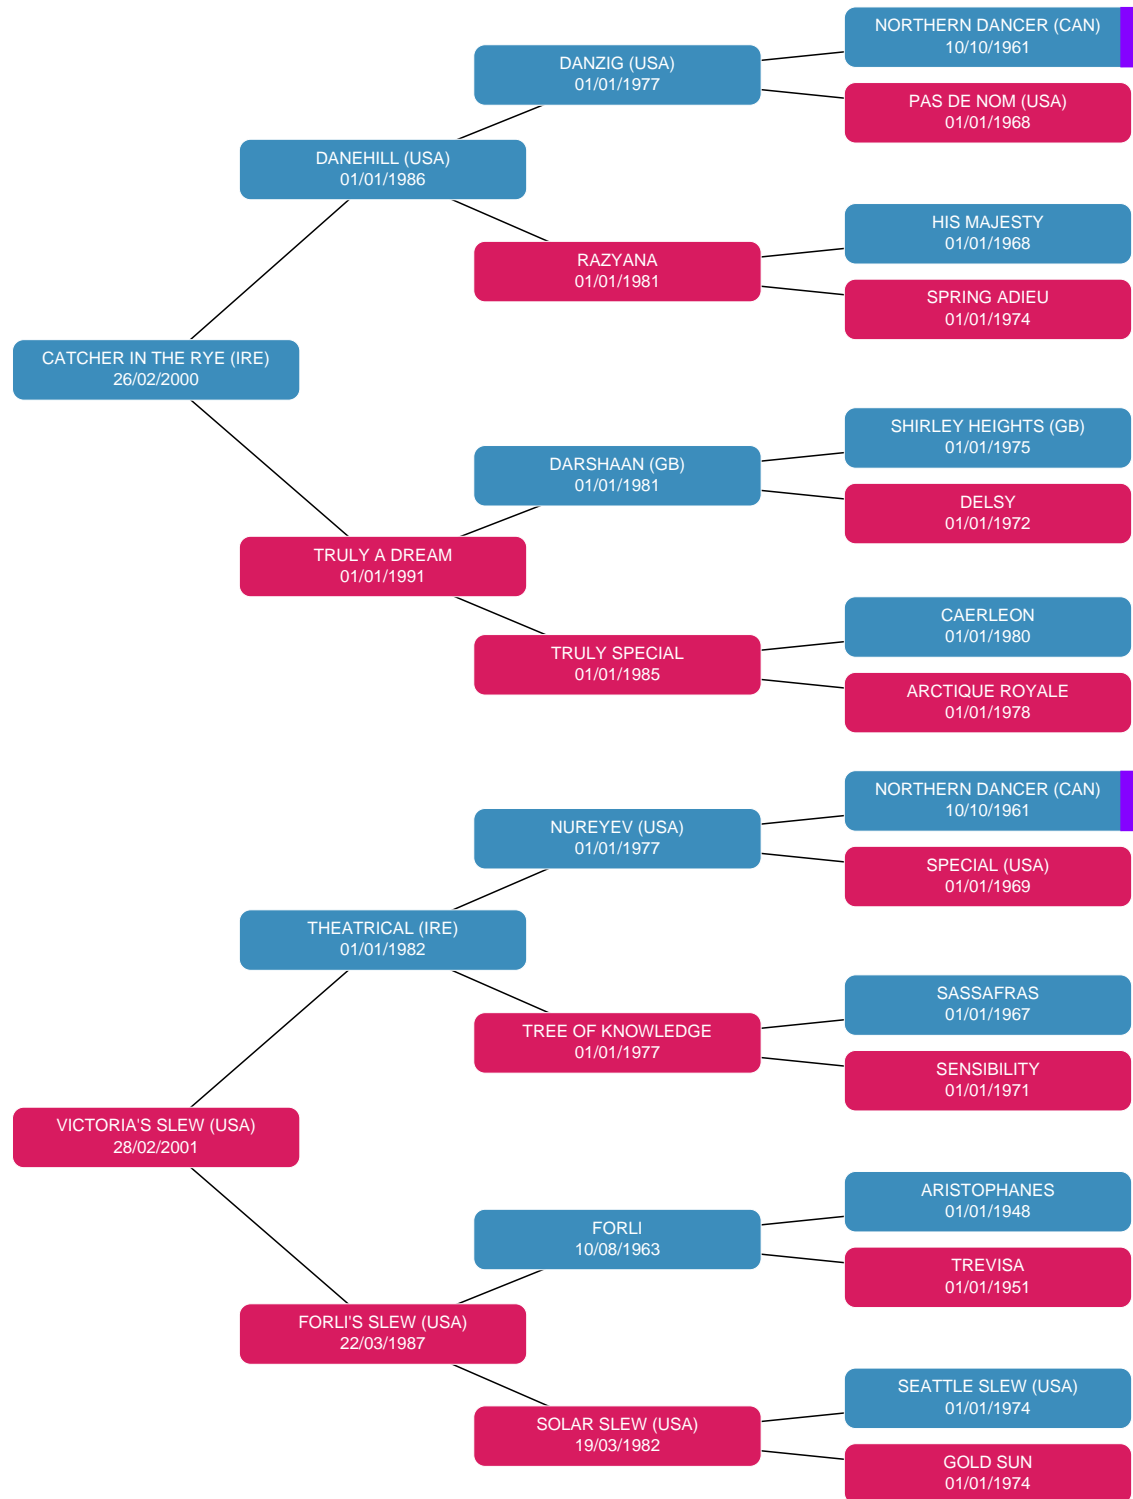 NORTHERN DANCER (CAN)
10/10/1961
DANZIG (USA)
01/01/1977
PAS DE NOM (USA)
01/01/1968
DANEHILL (USA)
01/01/1986
HIS MAJESTY
01/01/1968
RAZYANA
01/01/1981
SPRING ADIEU
01/01/1974
CATCHER IN THE RYE (IRE)
26/02/2000
SHIRLEY HEIGHTS (GB)
01/01/1975
DARSHAAN (GB)
01/01/1981
DELSY
01/01/1972
TRULY A DREAM
01/01/1991
CAERLEON
01/01/1980
TRULY SPECIAL
01/01/1985
ARCTIQUE ROYALE
01/01/1978
NORTHERN DANCER (CAN)
10/10/1961
NUREYEV (USA)
01/01/1977
SPECIAL (USA)
01/01/1969
THEATRICAL (IRE)
01/01/1982
SASSAFRAS
01/01/1967
TREE OF KNOWLEDGE
01/01/1977
SENSIBILITY
01/01/1971
VICTORIA'S SLEW (USA)
28/02/2001
ARISTOPHANES
01/01/1948
FORLI
10/08/1963
TREVISA
01/01/1951
FORLI'S SLEW (USA)
22/03/1987
SEATTLE SLEW (USA)
01/01/1974
SOLAR SLEW (USA)
19/03/1982
GOLD SUN
01/01/1974